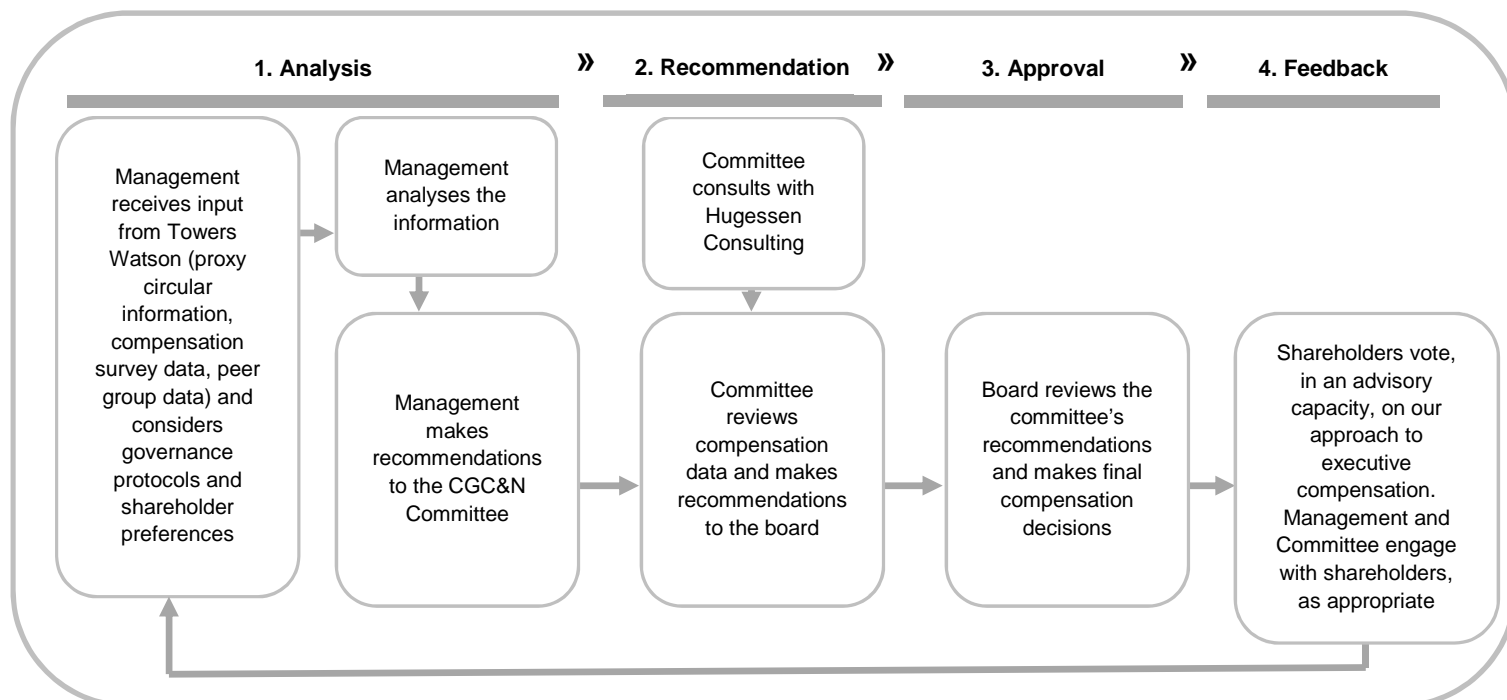 1. Analysis
»
2. Recommendation
»
3. Approval
»
4. Feedback
Management
receives input
from Towers
Watson (proxy
circular
information,
compensation
survey data, peer
group data) and
considers
governance
protocols and
shareholder
preferences
Management
analyses the
information
Management
makes
recommendations
to the CGC&N
Committee
Committee
consults with
Hugessen
Consulting
Committee
reviews
compensation
data and makes
recommendations
to the board
Board reviews the
committee’s
recommendations
and makes final
compensation
decisions
Shareholders vote,
in an advisory
capacity, on our
approach to
executive
compensation.
Management and
Committee engage
with shareholders,
as appropriate